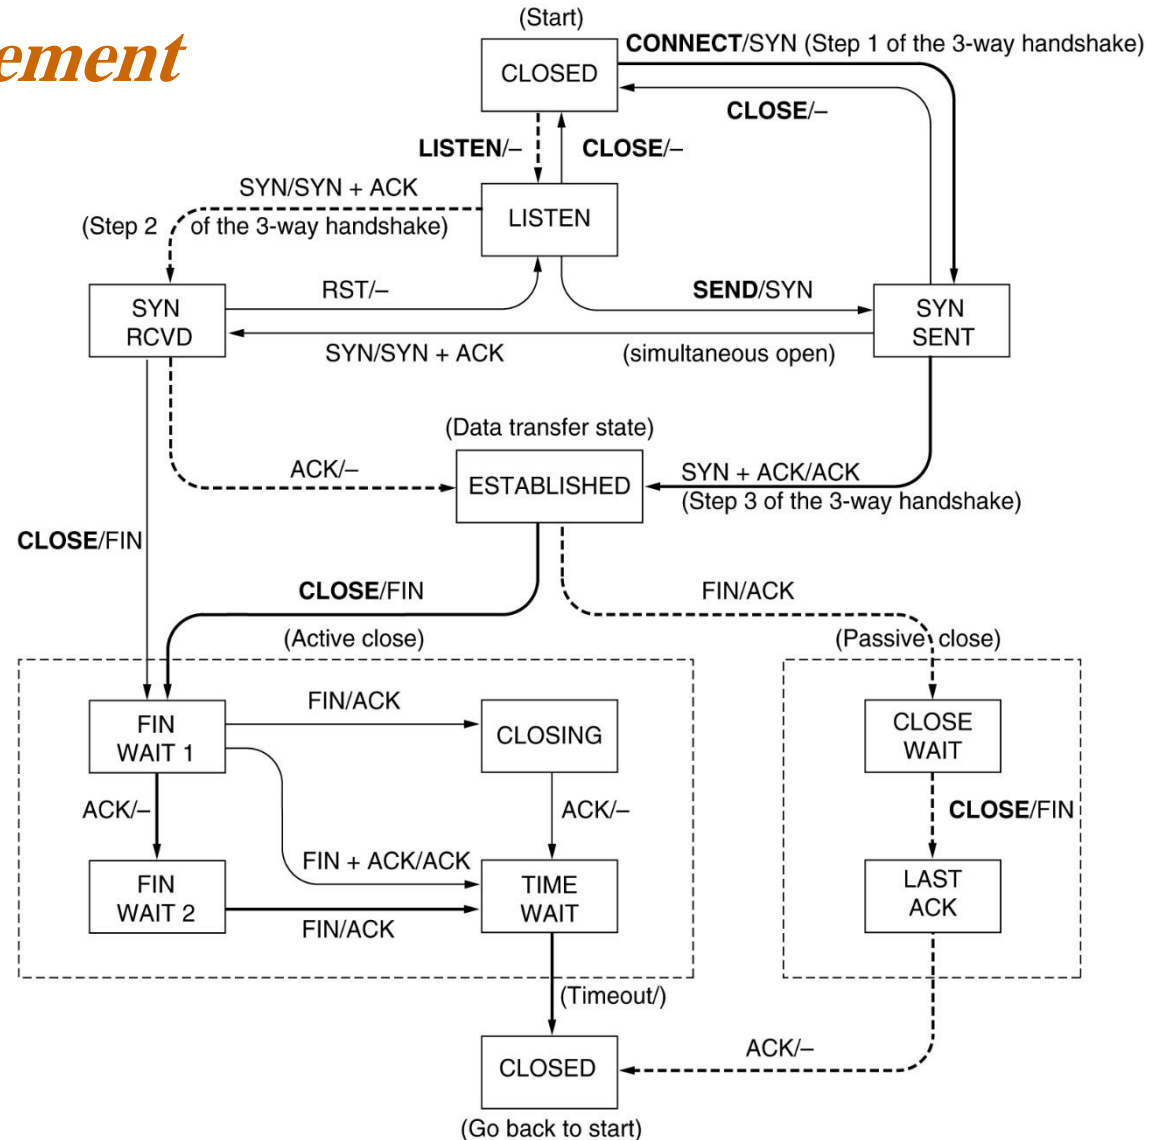 ement
(Start)
CONNECT/SYN (Step 1 of the 3-way handshake)
CLOSED
CLOSE/–
LISTEN/–
CLOSE/–
SYN/SYN + ACK
LISTEN
(Step 2 of the 3-way handshake)
RST/–
SEND/SYN
SYN
RCVD
SYN
SENT
SYN/SYN + ACK
(simultaneous open)
(Data transfer state)
ACK/–
ESTABLISHED
SYN + ACK/ACK
(Step 3 of the 3-way handshake)
CLOSE/FIN
CLOSE/FIN
FIN/ACK
(Active close)
(Passive close)
FIN/ACK
FIN
WAIT 1
CLOSING
CLOSE
WAIT
ACK/–
ACK/–
CLOSE/FIN
FIN + ACK/ACK
FIN
WAIT 2
TIME
WAIT
LAST
ACK
FIN/ACK
(Timeout/)
ACK/–
CLOSED
(Go back to start)